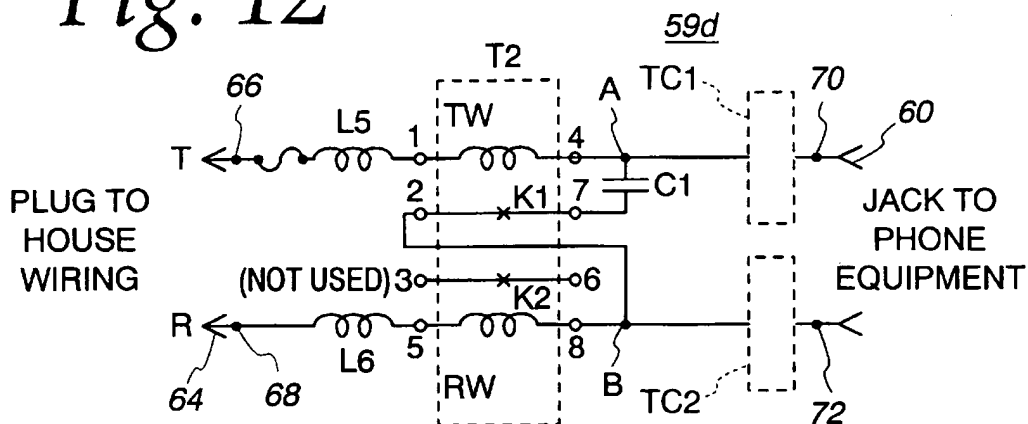 Fig. 12
59d
T2
66
A
TC1
70
60
L5
1
TW
4
T
2
K1
7
C1
PLUG TO
HOUSE
WIRING
JACK TO
PHONE
EQUIPMENT
(NOT USED) 3
6
K2
R
5
8
L6
64
68
RW
B
TC2
72